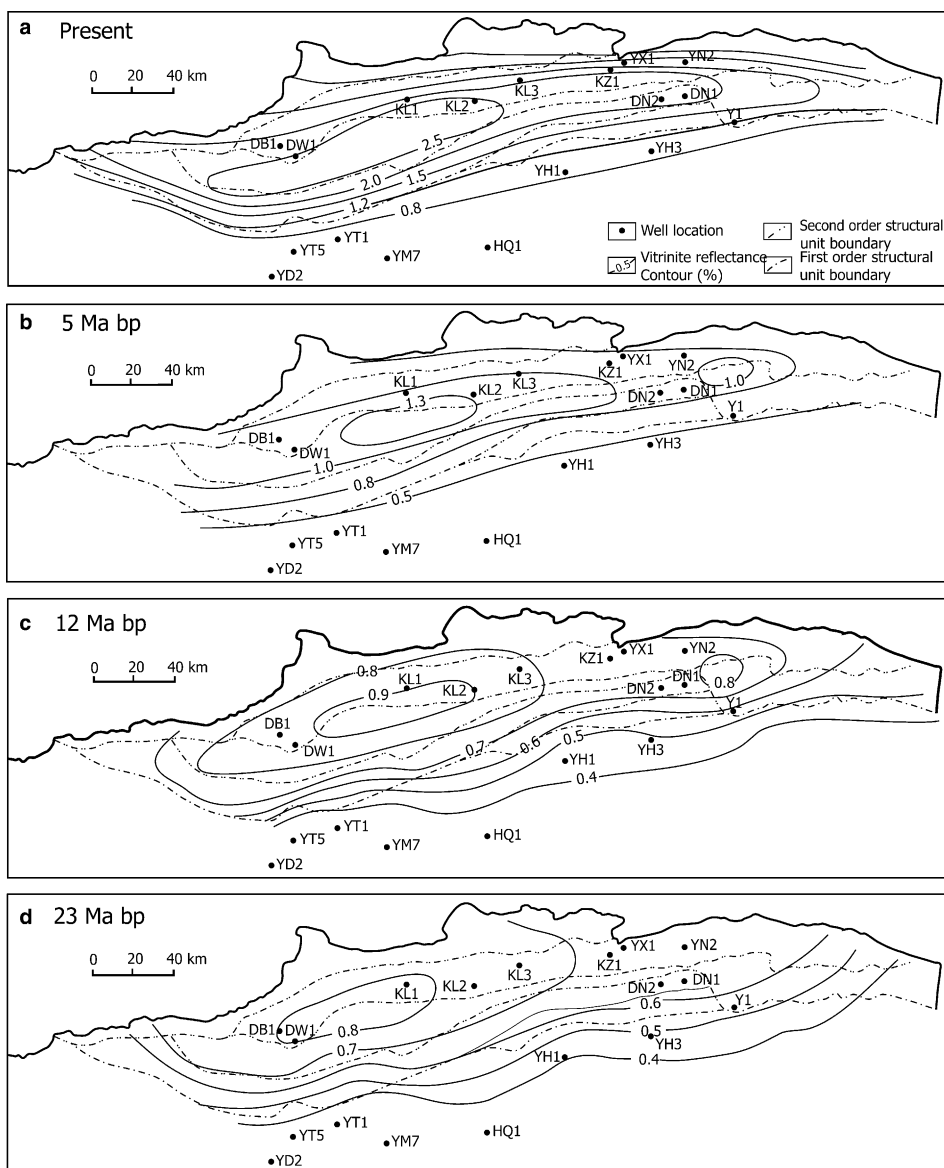 a Present
0 20 40 km
YX1 YN2
KL3 KZ1
KL1 KL2 DN2 DN1
DB1 DW1 Y1
2.5
2.0 1.5
1.2 0.8
YH3
YH1
YT5 YT1
YM7 HQ1
YD2
Well location
Second order structural
unit boundary
0.5 Vitrinite reflectance
Contour (%)
First order structural
unit boundary
b 5 Ma bp
0 20 40 km
YX1 YN2
KL3 KZ1
KL1 KL2 DN2 DN1
1.0
1.3
Y1
DB1 DW1
YH3
1.0 YH1
0.8
0.5
YT5 YT1
YM7 HQ1
YD2
c 12 Ma bp
0 20 40 km
YX1 YN2
KZ1
0.8 KL3
KL1 KL2 DN2 DN1
0.9 0.8
Y1
DB1 DW1
0.7 0.6 0.5
YH3
YH1
0.4
YT5 YT1
YM7 HQ1
YD2
d 23 Ma bp
0 20 40 km
YX1 YN2
KZ1
KL3
KL1 KL2 DN2 DN1
0.6 Y1
DB1 DW1 0.8
0.5
0.7 YH3
YH1 0.4
YT5 YT1
YM7 HQ1
YD2